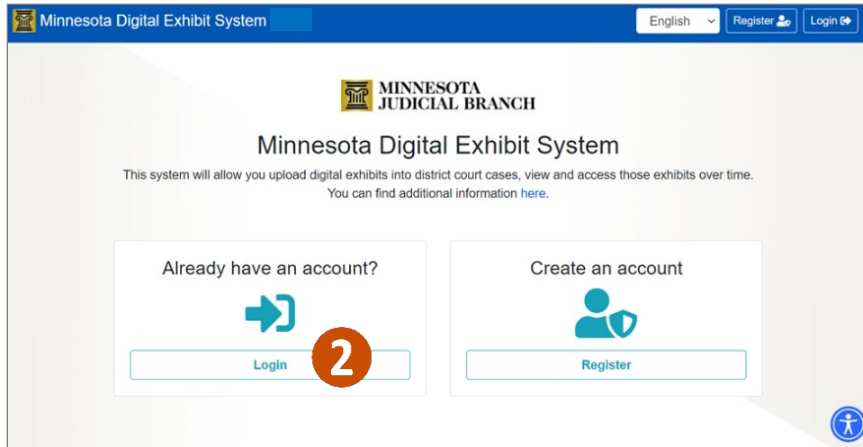 Minnesota Digital Exhibit System
English
Register
Login
MINNESOTA
JUDICIAL BRANCH
Minnesota Digital Exhibit System
This system will allow you upload digital exhibits into district court cases, view and access those exhibits over time.
You can find additional information here.
Already have an account?
Create an account
Login
2
Register